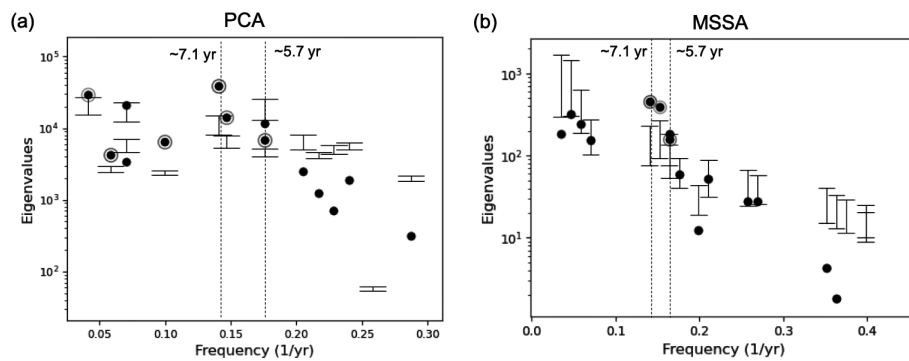 (a)
PCA
~7.1 yr
~5.7 yr
10⁵
10⁴
10³
10²
Eigenvalues
0.05
0.10
0.15
0.20
0.25
0.30
Frequency (1/yr)
(b)
MSSA
~7.1 yr
~5.7 yr
10³
10²
10¹
Eigenvalues
0.0
0.1
0.2
0.3
0.4
Frequency (1/yr)